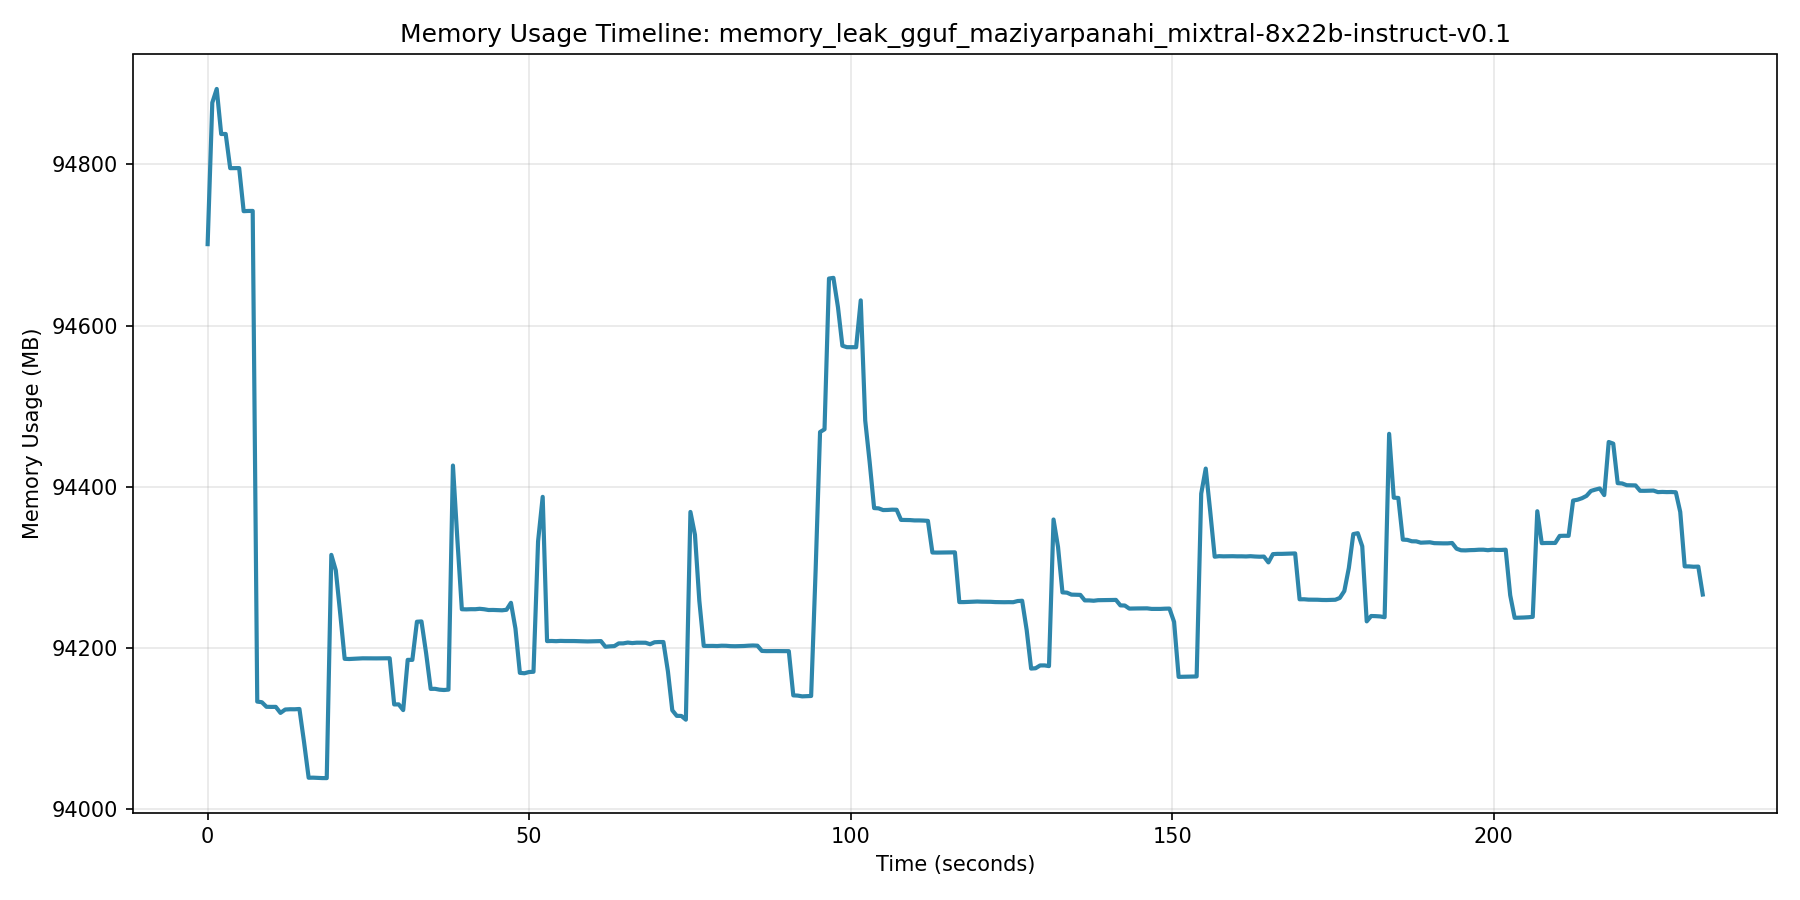 Memory Usage Timeline: memory_leak_gguf_maziyarpanahi_mixtral-8x22b-instruct-v0.1
Memory Usage (MB)
94800
94600
94400
94200
94000
0 50 100 150 200
Time (seconds)